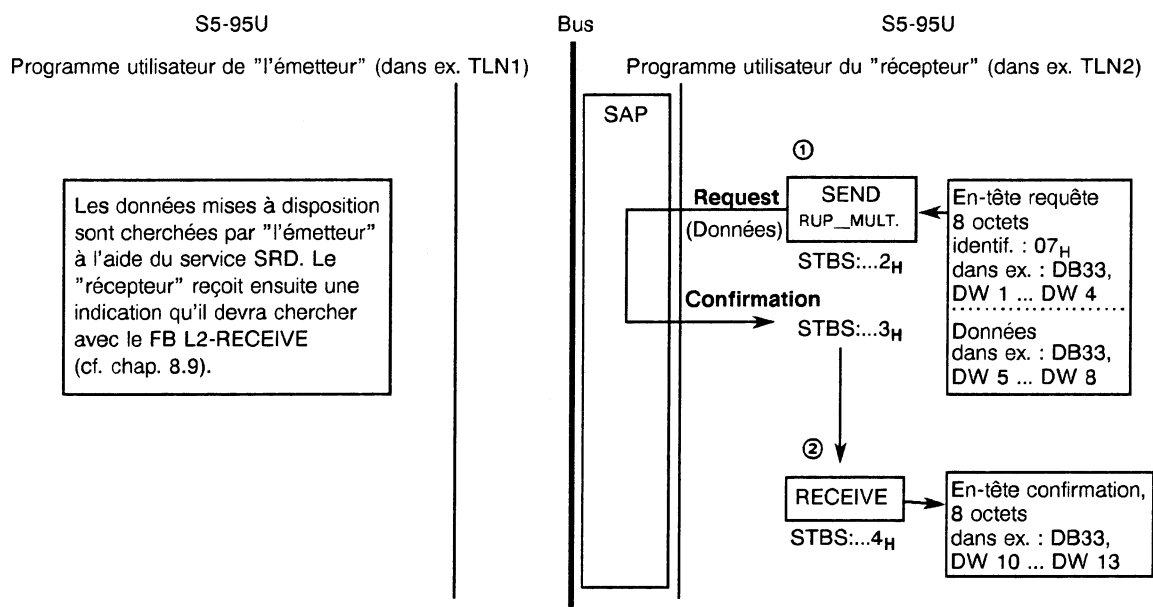 S5-95U
Bus
S5-95U
Programme utilisateur de "l'émetteur" (dans ex. TLN1)
Programme utilisateur du "récepteur" (dans ex. TLN2)
SAP
Les données mises à disposition
sont cherchées par "l'émetteur"
à l'aide du service SRD. Le
"récepteur" reçoit ensuite une
indication qu'il devra chercher
avec le FB L2-RECEIVE
(cf. chap. 8.9).
①
Request
(Données)
SEND
RUP__MULT.
STBS:...2H
Confirmation
STBS:...3H
En-tête requête
8 octets
identif. : 07H
dans ex. : DB33,
DW 1 ... DW 4
Données
dans ex. : DB33,
DW 5 ... DW 8
②
RECEIVE
STBS:...4H
En-tête confirmation,
8 octets
dans ex. : DB33,
DW 10 ... DW 13